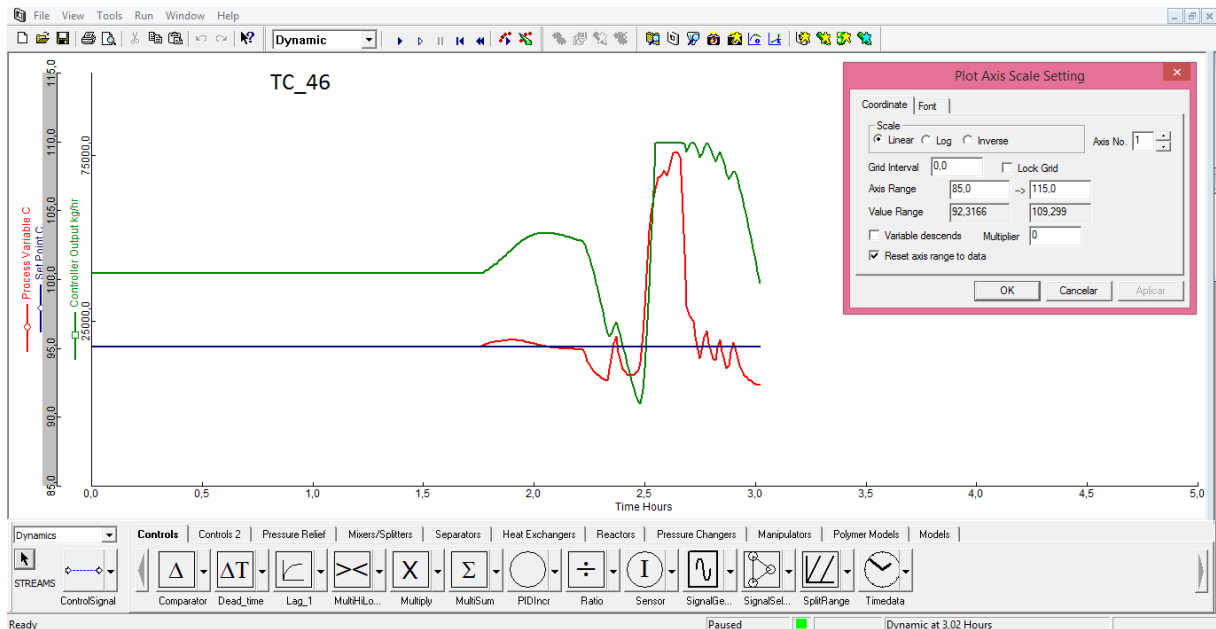 File View Tools Run Window Help
Dynamic
TC_46
115,0
110,0
105,0
100,0
95,0
90,0
85,0
Process Variable C
Set Point C
Controller Output kg/hr
75000,0
25000,0
0,0 0,5 1,0 1,5 2,0 2,5 3,0 3,5 4,0 4,5 5,0
Time Hours
Plot Axis Scale Setting
Coordinate Font
Scale
Linear Log Inverse Axis No. 1
Grid Interval 0,0 Lock Grid
Axis Range 85,0 --> 115,0
Value Range 92,3166 109,299
Variable descends Multiplier 0
Reset axis range to data
OK Cancelar Aplicar
Dynamics Controls Controls 2 Pressure Relief Mixers/Splitters Separators Heat Exchangers Reactors Pressure Changers Manipulators Polymer Models Models
Δ ΔT >< X Σ ÷ I
STREAMS
ControlSignal Comparator Dead_time Lag_1 MultiHiLo... Multiply MultiSum PIDIncr Ratio Sensor SignalGe... SignalSel... SplitRange Timedata
Ready Paused Dynamic at 3,02 Hours